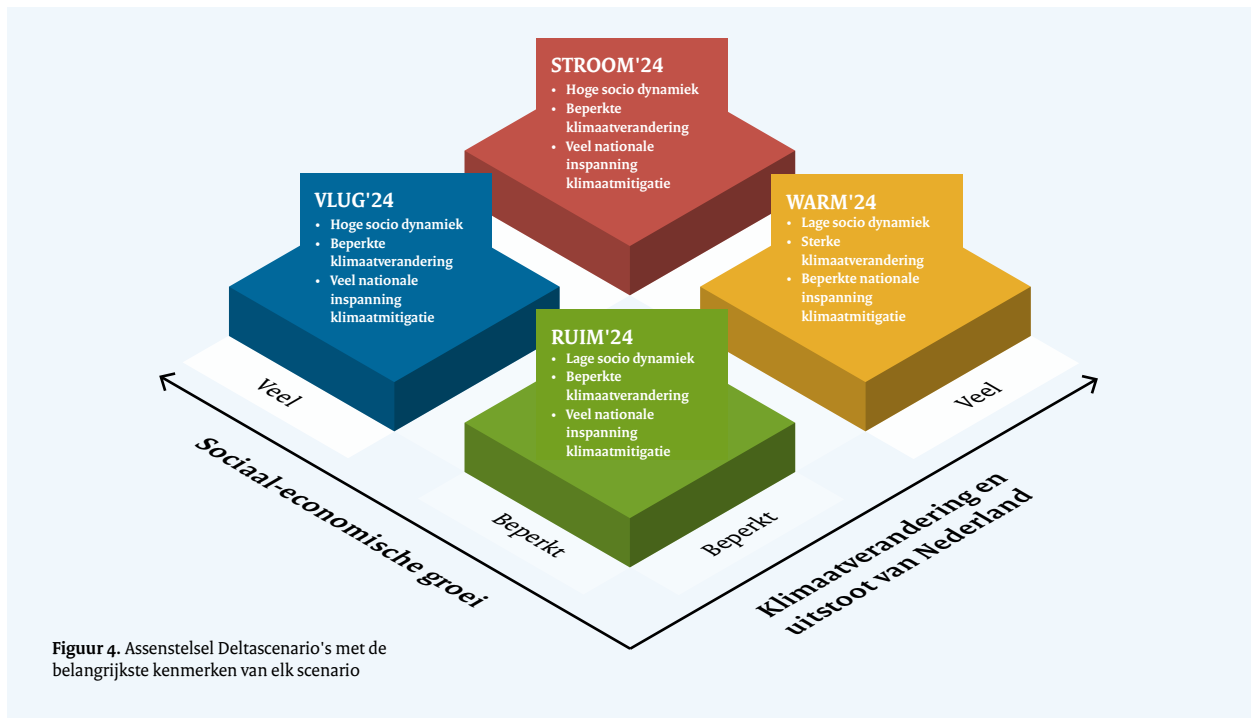 STROOM'24
• Hoge socio dynamiek
• Beperkte
klimaatverandering
• Veel nationale
inspanning
klimaatmitigatie
VLUG'24
• Hoge socio dynamiek
• Beperkte
klimaatverandering
• Veel nationale
inspanning
klimaatmitigatie
WARM'24
• Lage socio dynamiek
• Sterke
klimaatverandering
• Beperkte nationale
inspanning
klimaatmitigatie
RUIM'24
• Lage socio dynamiek
• Beperkte
klimaatverandering
• Veel nationale
inspanning
klimaatmitigatie
Veel
Beperkt
Sociaal-economische groei
Beperkt
Veel
Klimaatverandering en
uitstoot van Nederland
Figuur 4. Assenstelsel Deltascenario's met de
belangrijkste kenmerken van elk scenario